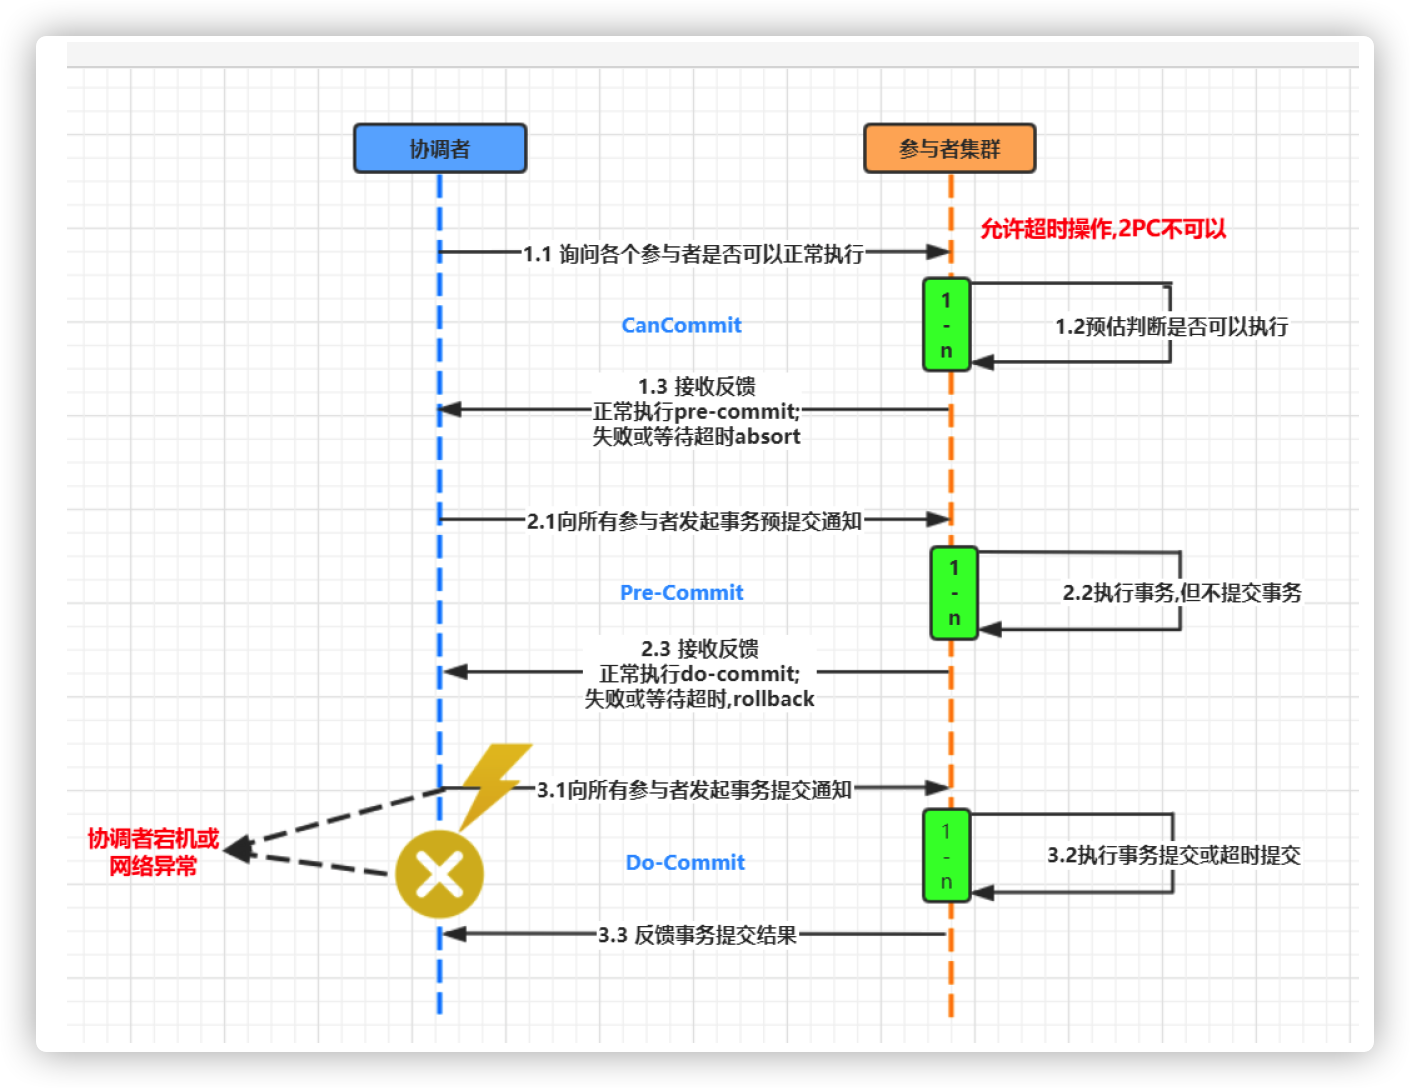 协调者
参与者集群
允许超时操作,2PC不可以
1.1 询问各个参与者是否可以正常执行
1
-
n
CanCommit
1.2预估判断是否可以执行
1.3 接收反馈
正常执行pre-commit;
失败或等待超时absort
2.1向所有参与者发起事务预提交通知
1
-
n
Pre-Commit
2.2执行事务,但不提交事务
2.3 接收反馈
正常执行do-commit;
失败或等待超时,rollback
3.1向所有参与者发起事务提交通知
协调者宕机或
网络异常
1
-
n
Do-Commit
3.2执行事务提交或超时提交
3.3 反馈事务提交结果